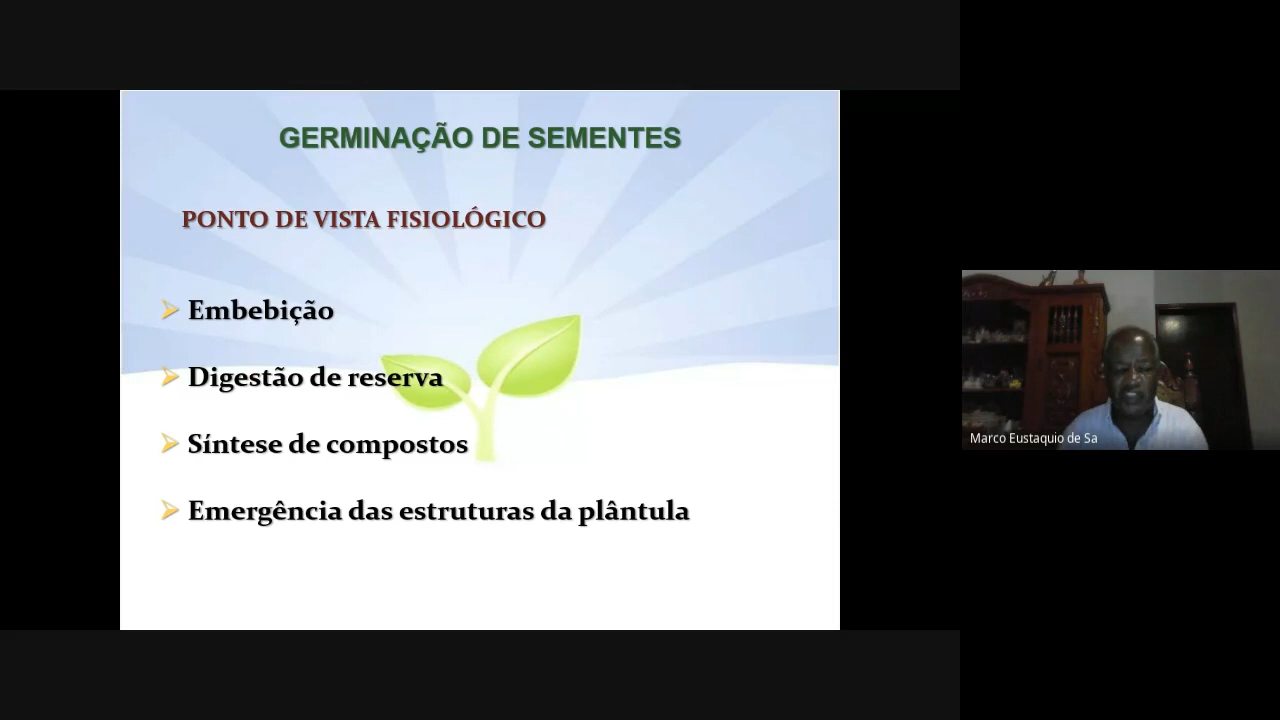 GERMINAÇÃO DE SEMENTES
PONTO DE VISTA FISIOLÓGICO
Embebição
Digestão de reserva
Síntese de compostos
Emergência das estruturas da plântula
Marco Eustaquio de Sa